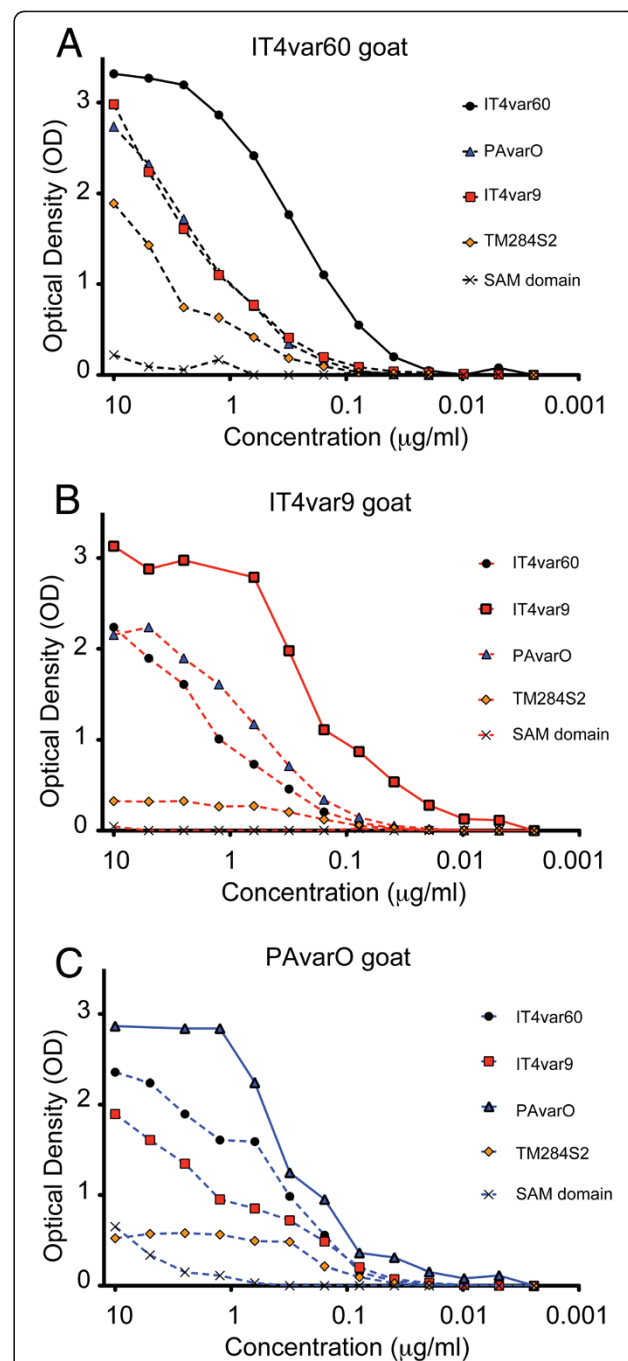 A
IT4var60 goat
Optical Density (OD)
3
2
1
0
10 1 0.1 0.01 0.001
Concentration (μg/ml)
IT4var60
PAvarO
IT4var9
TM284S2
SAM domain
B
IT4var9 goat
Optical Density (OD)
3
2
1
0
10 1 0.1 0.01 0.001
Concentration (μg/ml)
IT4var60
IT4var9
PAvarO
TM284S2
SAM domain
C
PAvarO goat
Optical Density (OD)
3
2
1
0
10 1 0.1 0.01 0.001
Concentration (μg/ml)
IT4var60
IT4var9
PAvarO
TM284S2
SAM domain